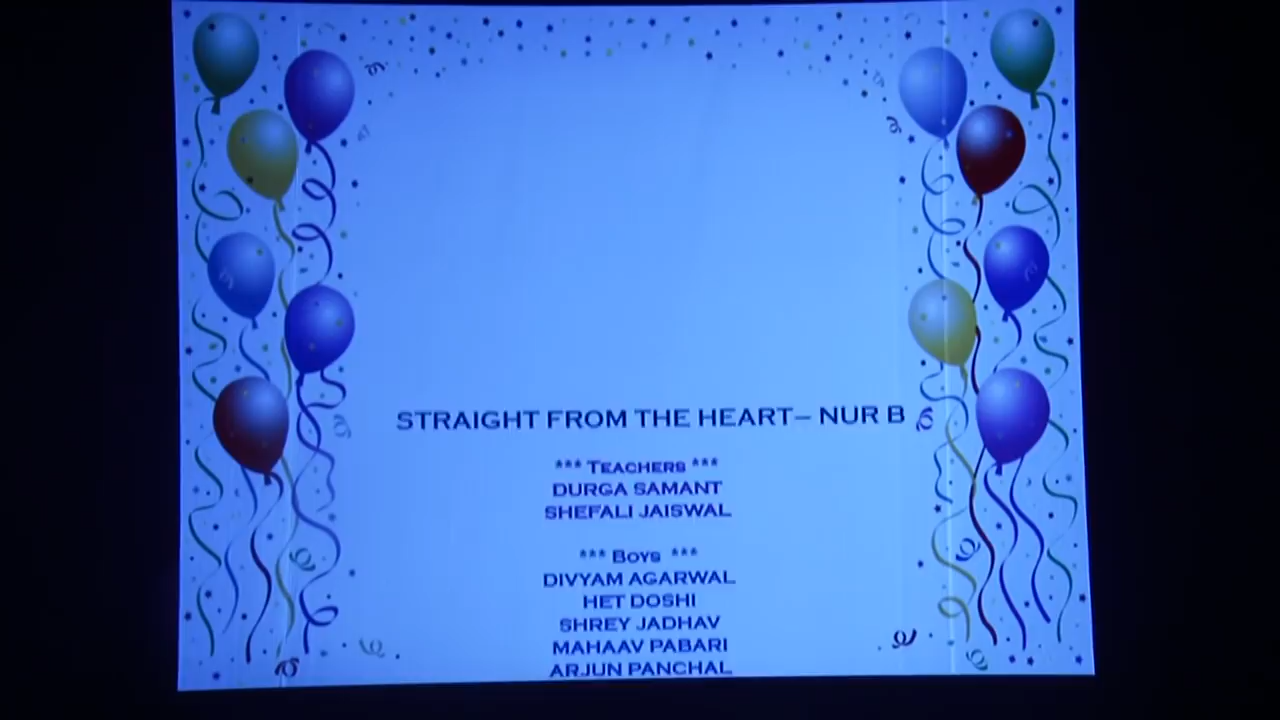 STRAIGHT FROM THE HEART– NUR B
*** TEACHERS ***
DURGA SAMANT
SHEFALI JAISWAL
*** BOYS ***
DIVYAM AGARWAL
HET DOSHI
SHREY JADHAV
MAHAAV PABARI
ARJUN PANCHAL